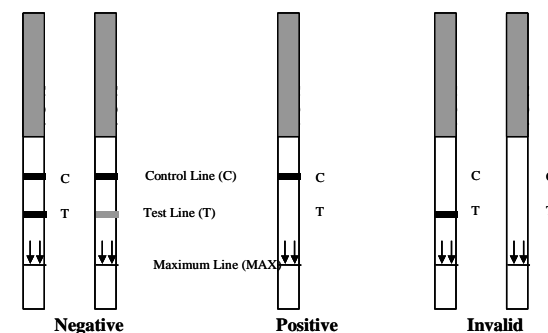 C C C
Control Line (C)
T T T
Test Line (T)
Maximum Line (MAX)
Negative Positive Invalid